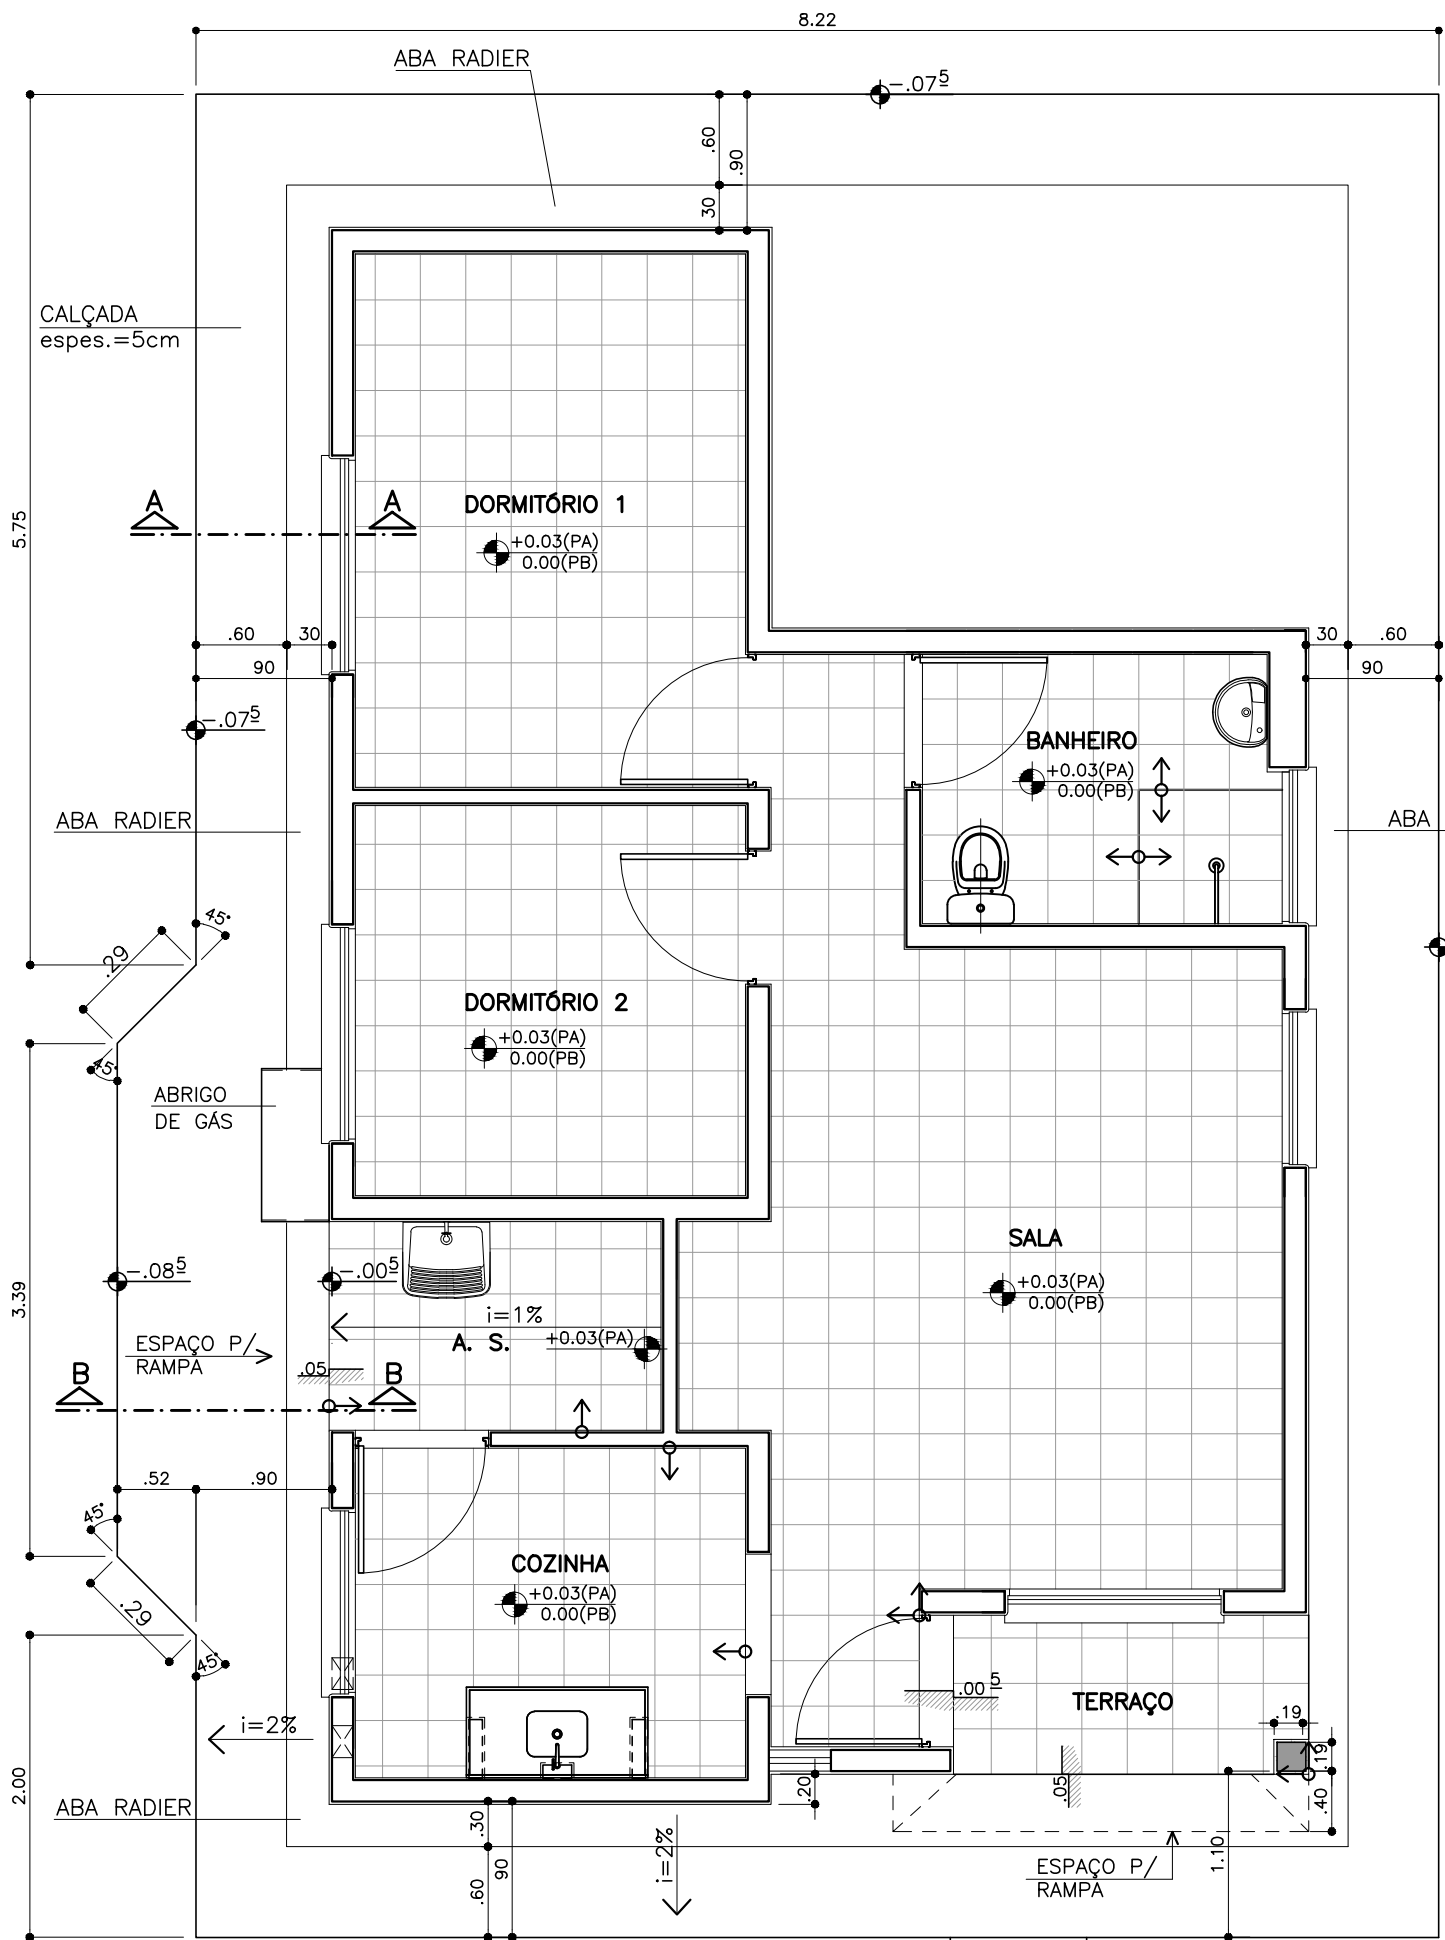 8.22
ABA RADIER
-.07⁵
.60
.90
30
CALÇADA
espes.=5cm
5.75
A
A
DORMITÓRIO 1
+0.03(PA)
0.00(PB)
.60
30
90
30
.60
90
-.07⁵
BANHEIRO
+0.03(PA)
0.00(PB)
ABA RADIER
ABA
45°
.29
DORMITÓRIO 2
+0.03(PA)
0.00(PB)
45°
ABRIGO
DE GÁS
SALA
+0.03(PA)
0.00(PB)
-.08⁵
-.00⁵
3.39
i=1%
A. S.
+0.03(PA)
ESPAÇO P/
RAMPA
.05
B
B
.52
.90
45°
COZINHA
+0.03(PA)
0.00(PB)
.29
45°
.00⁵
TERRAÇO
.19
.19
i=2%
2.00
ABA RADIER
.20
.05
.40
.30
90
.60
i=2%
1.10
ESPAÇO P/
RAMPA